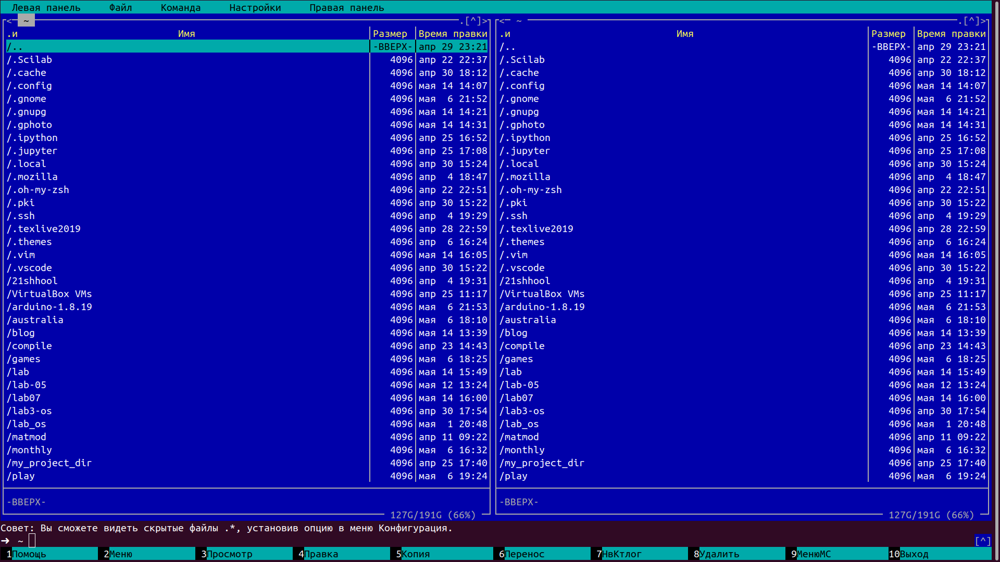 Левая панель Файл Команда Настройки Правая панель
<─ ~ ─.[^]> <─ ~ ─.[^]>
.и Имя Размер Время правки .и Имя Размер Время правки
/.. -ВВЕРХ- апр 29 23:21 /.. -ВВЕРХ- апр 29 23:21
/.Scilab 4096 апр 22 22:37 /.Scilab 4096 апр 22 22:37
/.cache 4096 апр 30 18:12 /.cache 4096 апр 30 18:12
/.config 4096 мая 14 14:07 /.config 4096 мая 14 14:07
/.gnome 4096 мая 6 21:52 /.gnome 4096 мая 6 21:52
/.gnupg 4096 мая 14 14:21 /.gnupg 4096 мая 14 14:21
/.gphoto 4096 мая 14 14:31 /.gphoto 4096 мая 14 14:31
/.ipython 4096 апр 25 16:52 /.ipython 4096 апр 25 16:52
/.jupyter 4096 апр 25 17:08 /.jupyter 4096 апр 25 17:08
/.local 4096 апр 30 15:24 /.local 4096 апр 30 15:24
/.mozilla 4096 апр 4 18:47 /.mozilla 4096 апр 4 18:47
/.oh-my-zsh 4096 апр 22 22:51 /.oh-my-zsh 4096 апр 22 22:51
/.pki 4096 апр 30 15:22 /.pki 4096 апр 30 15:22
/.ssh 4096 апр 4 19:29 /.ssh 4096 апр 4 19:29
/.texlive2019 4096 апр 28 22:59 /.texlive2019 4096 апр 28 22:59
/.themes 4096 апр 6 16:24 /.themes 4096 апр 6 16:24
/.vim 4096 мая 14 16:05 /.vim 4096 мая 14 16:05
/.vscode 4096 апр 30 15:22 /.vscode 4096 апр 30 15:22
/21shhool 4096 апр 4 19:31 /21shhool 4096 апр 4 19:31
/VirtualBox VMs 4096 апр 25 11:17 /VirtualBox VMs 4096 апр 25 11:17
/arduino-1.8.19 4096 мая 6 21:53 /arduino-1.8.19 4096 мая 6 21:53
/australia 4096 мая 6 18:10 /australia 4096 мая 6 18:10
/blog 4096 мая 14 13:39 /blog 4096 мая 14 13:39
/compile 4096 апр 23 14:43 /compile 4096 апр 23 14:43
/games 4096 мая 6 18:25 /games 4096 мая 6 18:25
/lab 4096 мая 14 15:49 /lab 4096 мая 14 15:49
/lab-05 4096 мая 12 13:24 /lab-05 4096 мая 12 13:24
/lab07 4096 мая 14 16:00 /lab07 4096 мая 14 16:00
/lab3-os 4096 апр 30 17:54 /lab3-os 4096 апр 30 17:54
/lab_os 4096 мая 1 20:48 /lab_os 4096 мая 1 20:48
/matmod 4096 апр 11 09:22 /matmod 4096 апр 11 09:22
/monthly 4096 мая 6 16:32 /monthly 4096 мая 6 16:32
/my_project_dir 4096 апр 25 17:40 /my_project_dir 4096 апр 25 17:40
/play 4096 мая 6 19:24 /play 4096 мая 6 19:24
-ВВЕРХ- -ВВЕРХ-
127G/191G (66%) 127G/191G (66%)
Совет: Вы сможете видеть скрытые файлы .*, установив опцию в меню Конфигурация.
➜ ~ [^]
1Помощь 2Меню 3Просмотр 4Правка 5Копия 6Перенос 7НвКтлог 8Удалить 9МенюМС 10Выход